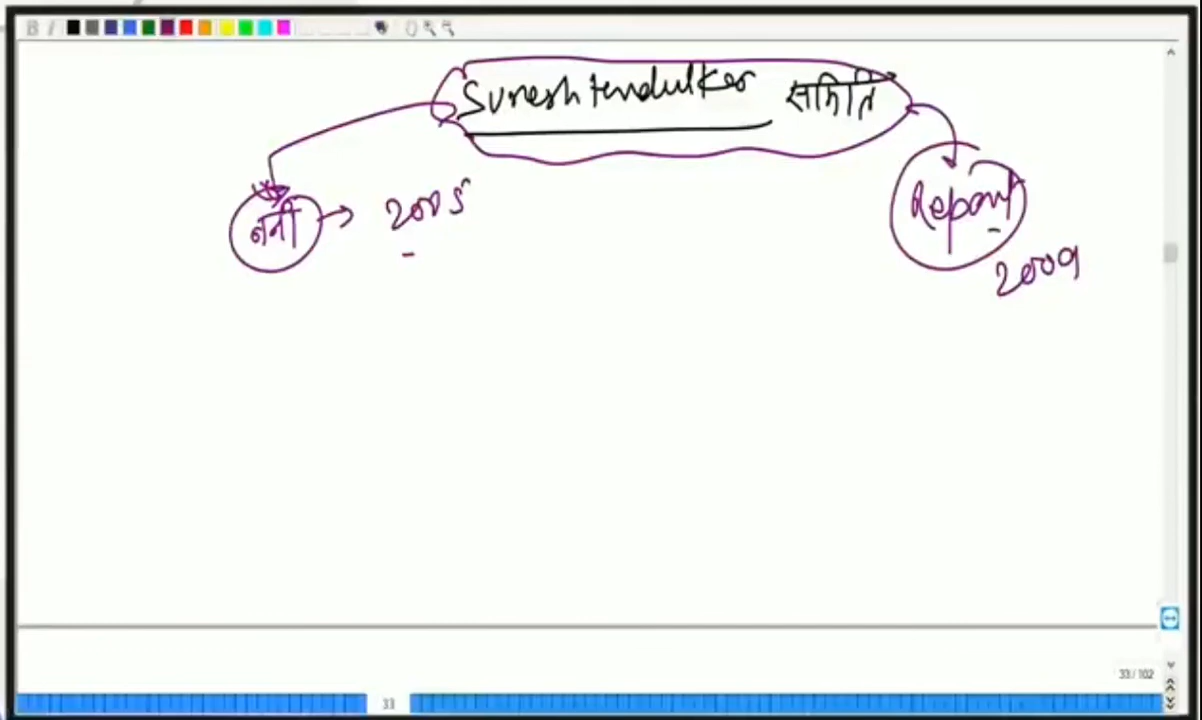 B I
Suresh tendulker समिति
बनी → 2005
Report
2009
33/102
33